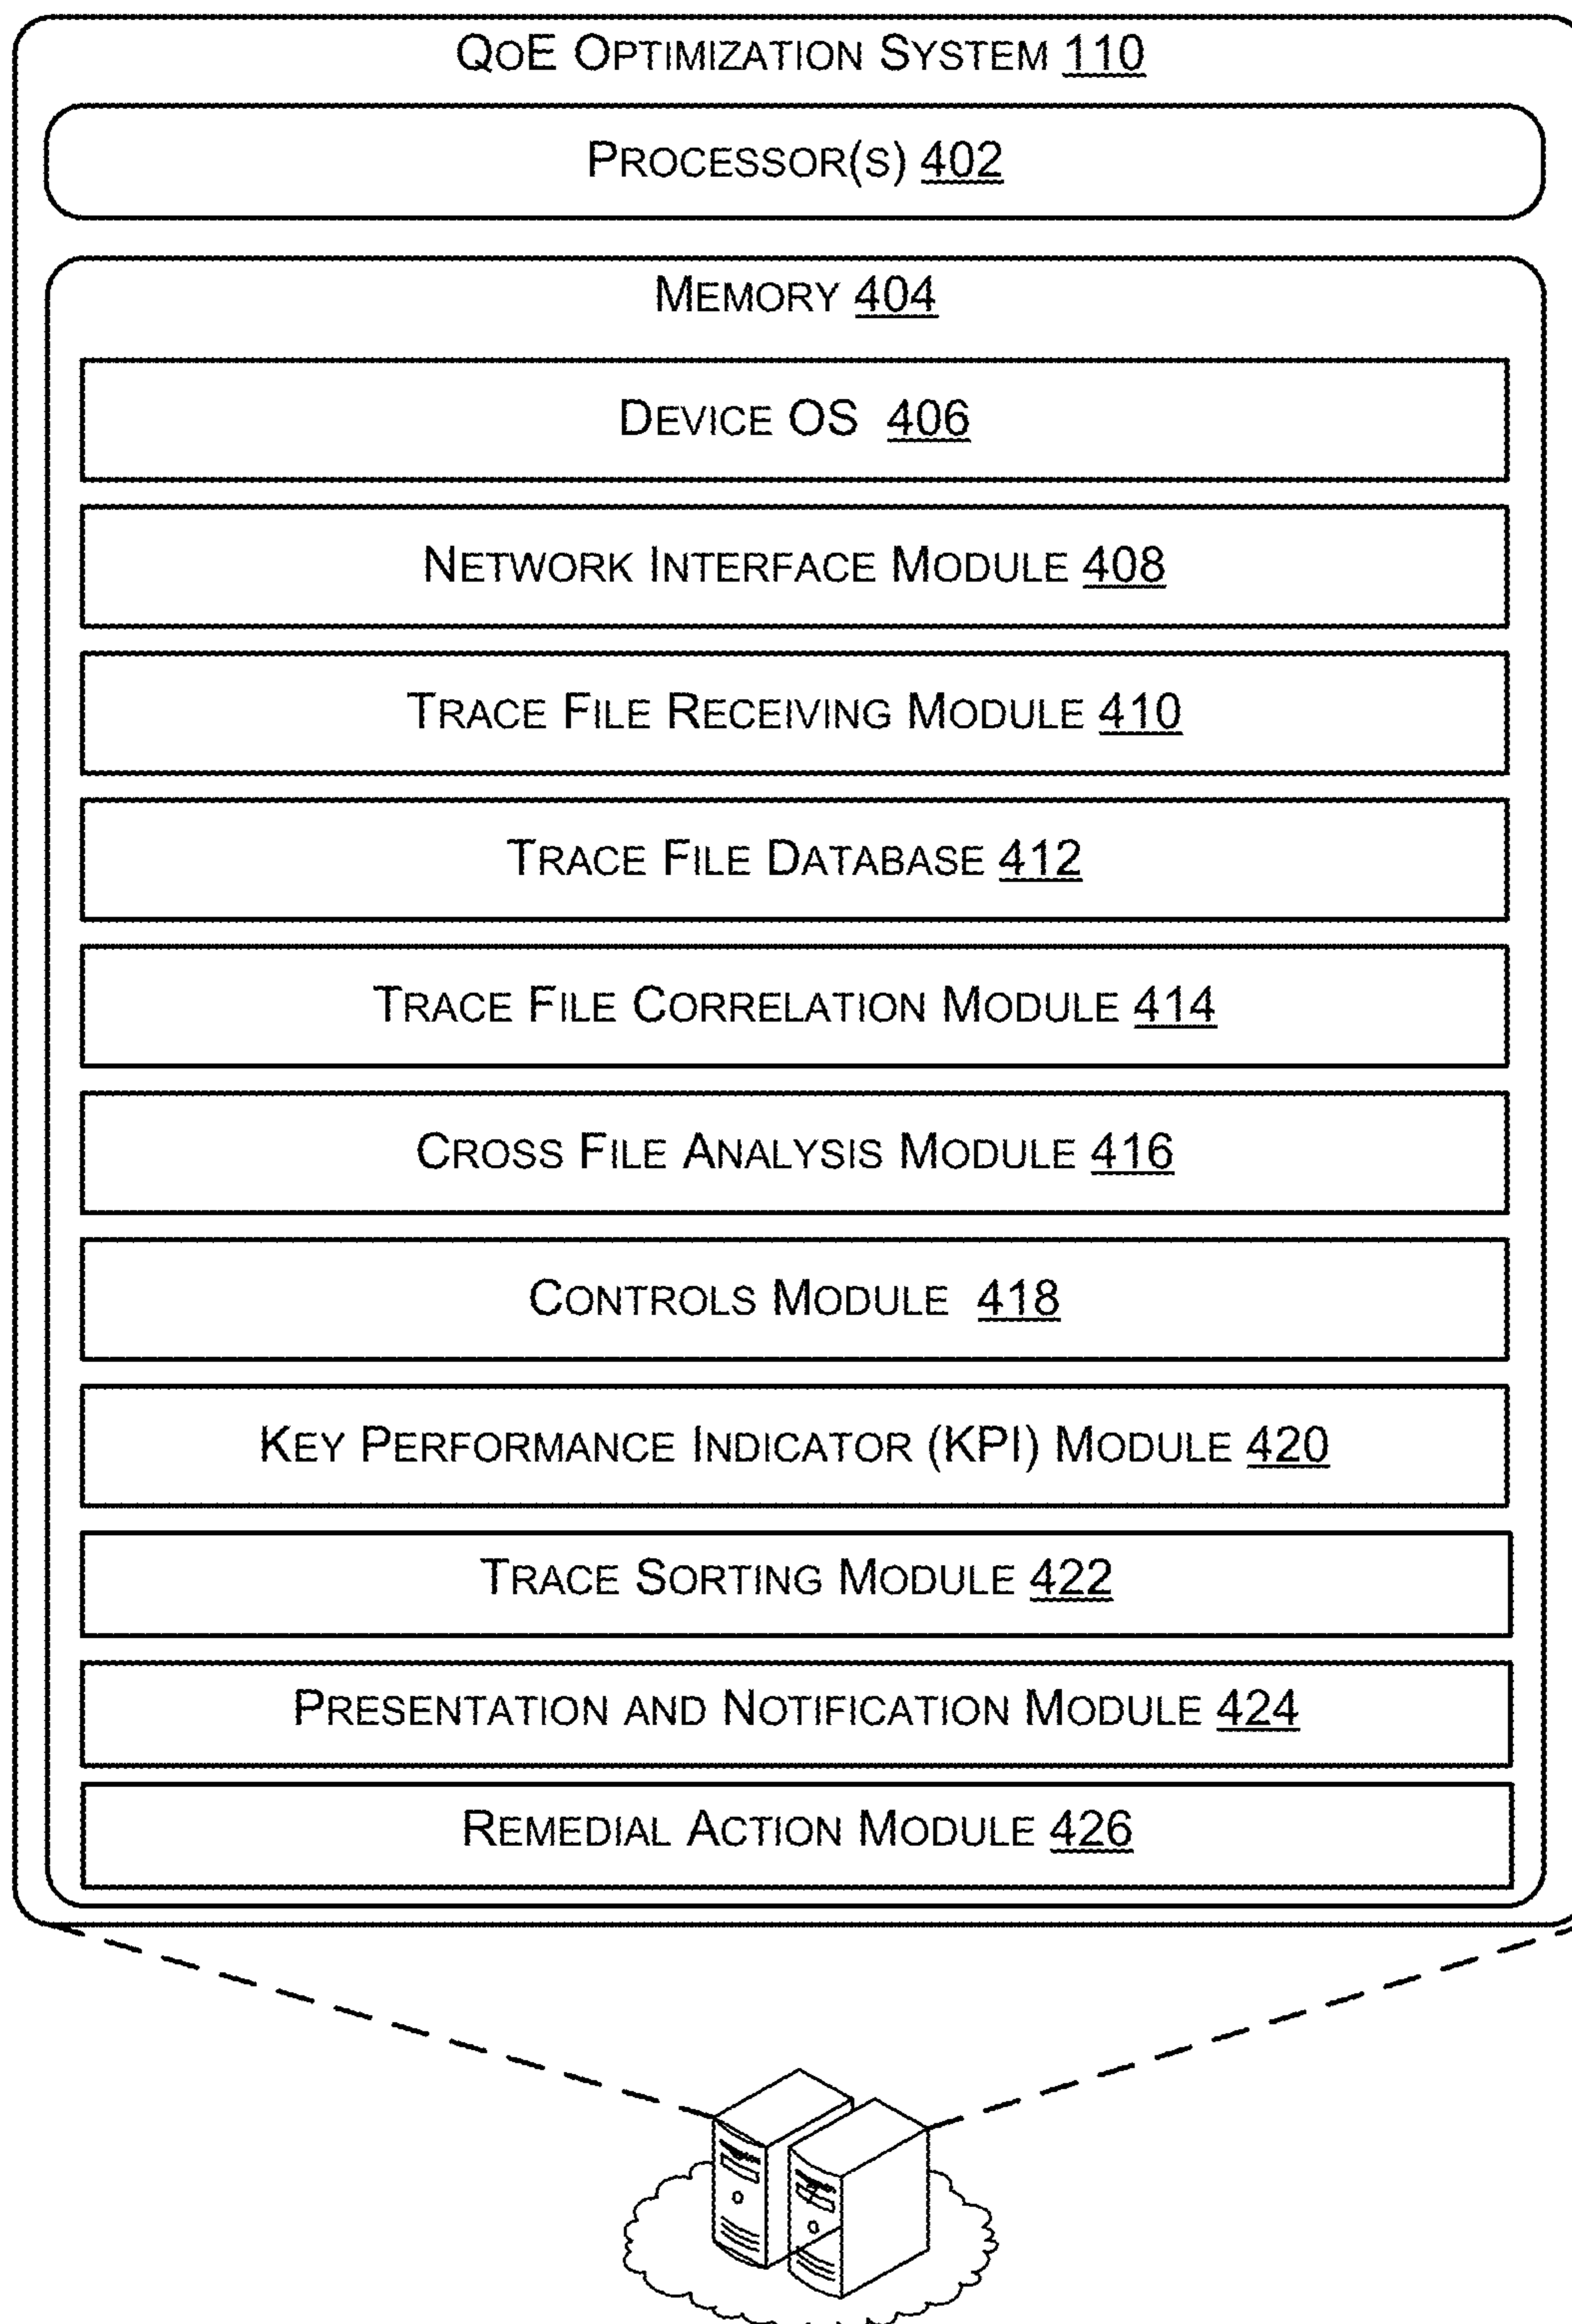 QoE Optimization System 110
Processor(s) 402
Memory 404
Device OS 406
Network Interface Module 408
Trace File Receiving Module 410
Trace File Database 412
Trace File Correlation Module 414
Cross File Analysis Module 416
Controls Module 418
Key Performance Indicator (KPI) Module 420
Trace Sorting Module 422
Presentation and Notification Module 424
Remedial Action Module 426